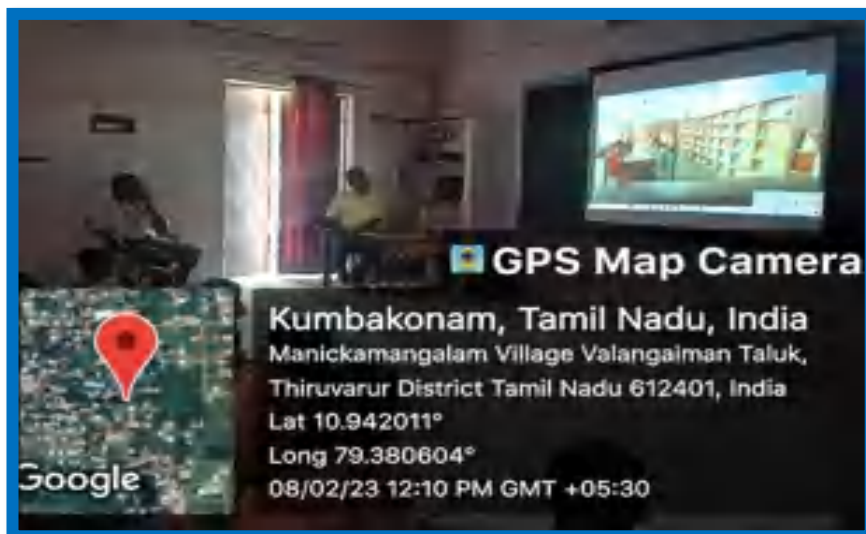 GPS Map Camera
Kumbakonam, Tamil Nadu, India
Manickamangalam Village Valangaiman Taluk,
Thiruvarur District Tamil Nadu 612401, India
Lat 10.942011°
Long 79.380604°
08/02/23 12:10 PM GMT +05:30
Google